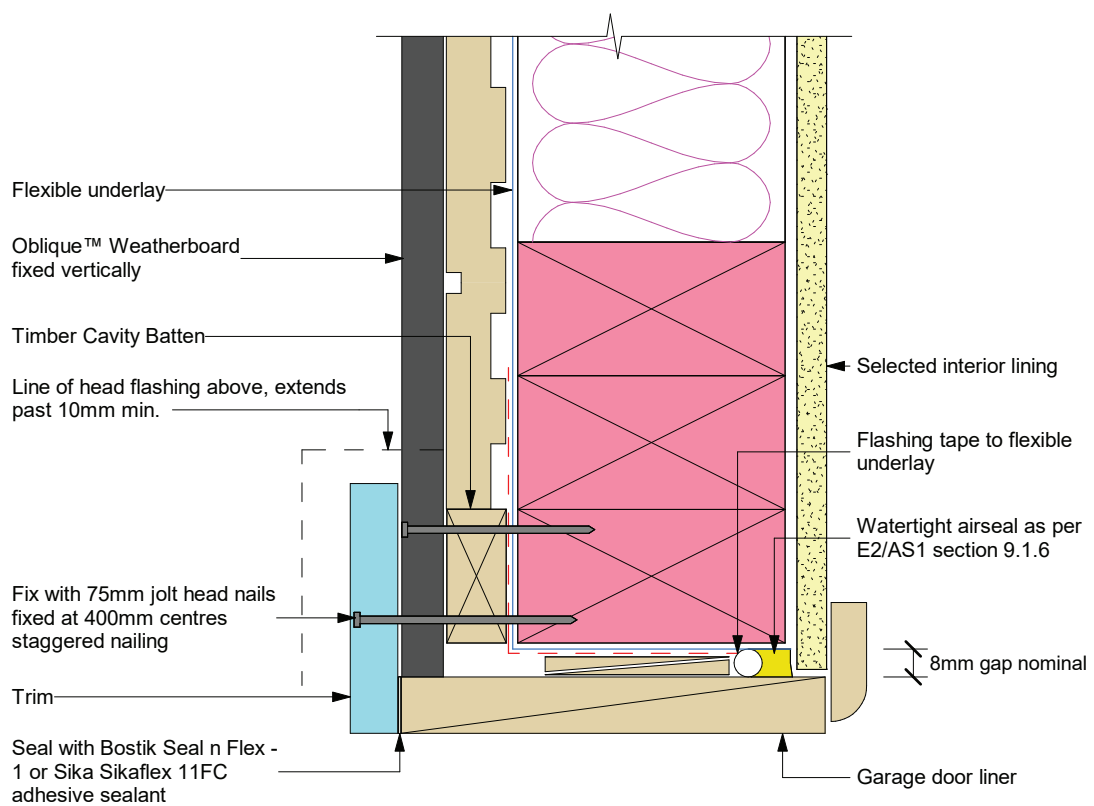 Flexible underlay
Oblique™ Weatherboard
fixed vertically
Timber Cavity Batten
Line of head flashing above, extends
past 10mm min.
Fix with 75mm jolt head nails
fixed at 400mm centres
staggered nailing
Trim
Seal with Bostik Seal n Flex -
1 or Sika Sikaflex 11FC
adhesive sealant
Selected interior lining
Flashing tape to flexible
underlay
Watertight airseal as per
E2/AS1 section 9.1.6
8mm gap nominal
Garage door liner